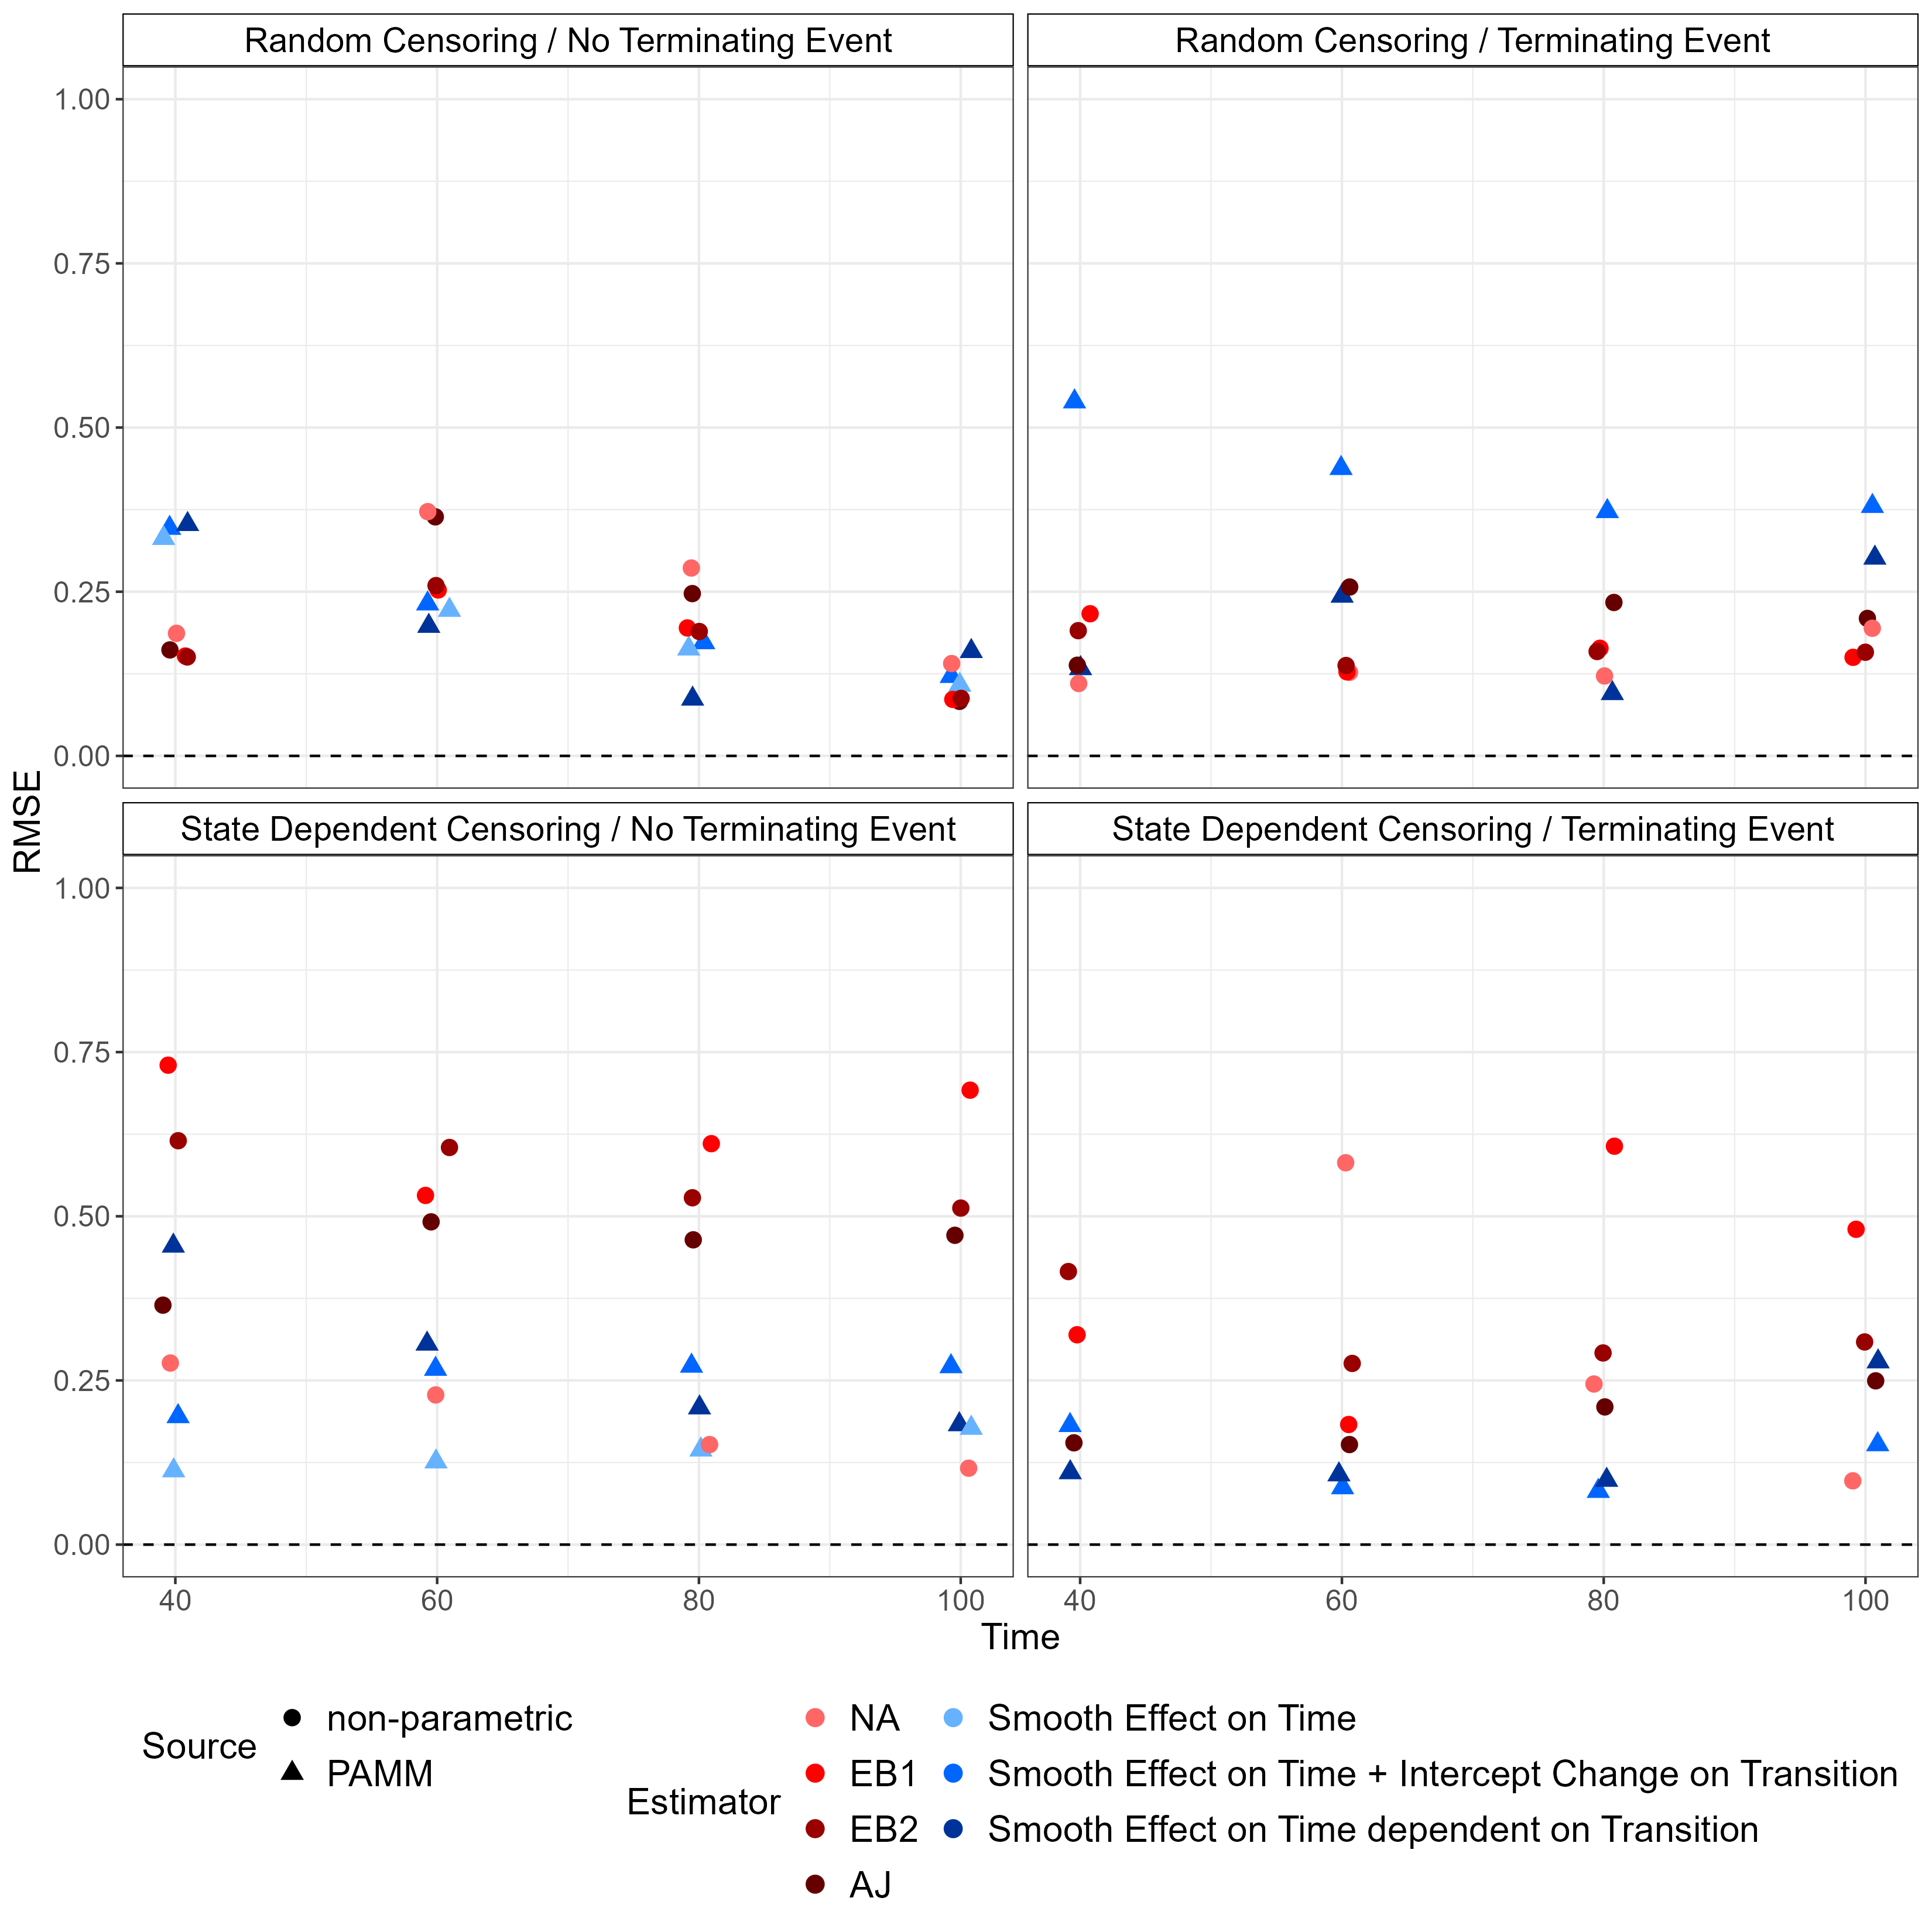 Random Censoring / No Terminating Event
Random Censoring / Terminating Event
1.00
0.75
0.50
0.25
0.00
RMSE
State Dependent Censoring / No Terminating Event
State Dependent Censoring / Terminating Event
1.00
0.75
0.50
0.25
0.00
40 60 80 100
40 60 80 100
Time
Source
non-parametric
PAMM
Estimator
NA
EB1
EB2
AJ
Smooth Effect on Time
Smooth Effect on Time + Intercept Change on Transition
Smooth Effect on Time dependent on Transition